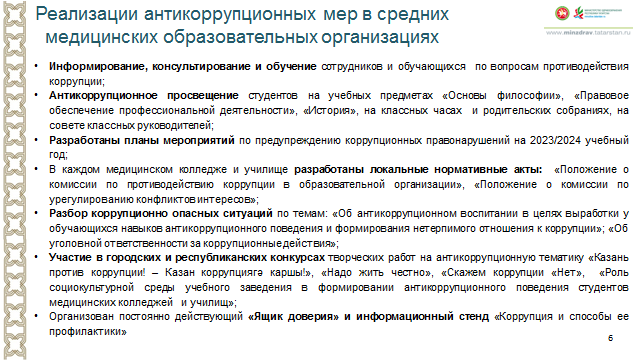 Реализации антикоррупционных мер в средних
медицинских образовательных организациях
www.minzdrav.tatarstan.ru
• Информирование, консультирование и обучение сотрудников и обучающихся по вопросам противодействия
коррупции;
• Антикоррупционное просвещение студентов на учебных предметах «Основы философии», «Правовое
обеспечение профессиональной деятельности», «История», на классных часах и родительских собраниях, на
совете классных руководителей;
• Разработаны планы мероприятий по предупреждению коррупционных правонарушений на 2023/2024 учебный
год;
• В каждом медицинском колледже и училище разработаны локальные нормативные акты: «Положение о
комиссии по противодействию коррупции в образовательной организации», «Положение о комиссии по
урегулированию конфликтов интересов»;
• Разбор коррупционно опасных ситуаций по темам: «Об антикоррупционном воспитании в целях выработки у
обучающихся навыков антикоррупционного поведения и формирования нетерпимого отношения к коррупции»; «Об
уголовной ответственности за коррупционные действия»;
• Участие в городских и республиканских конкурсах творческих работ на антикоррупционную тематику «Казань
против коррупции! – Казан коррупциягә каршы!», «Надо жить честно», «Скажем коррупции «Нет», «Роль
социокультурной среды учебного заведения в формировании антикоррупционного поведения студентов
медицинских колледжей и училищ»;
• Организован постоянно действующий «Ящик доверия» и информационный стенд «Коррупция и способы ее
профилактики»
6